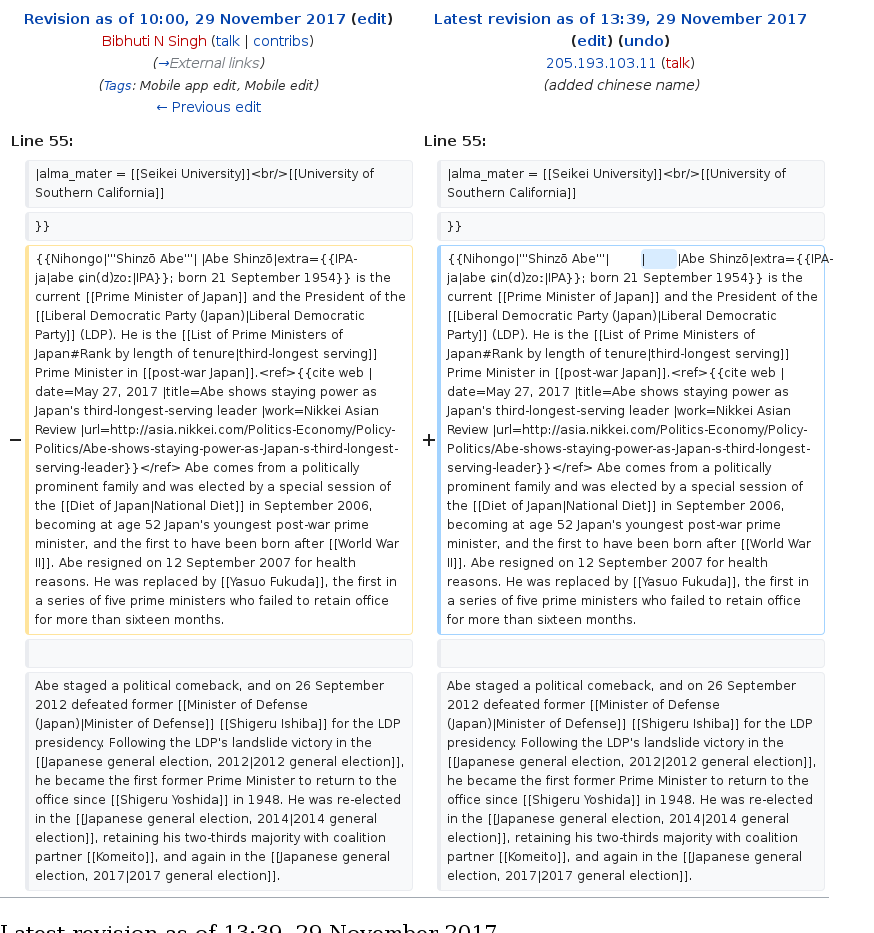 Revision as of 10:00, 29 November 2017 (edit)
Bibhuti N Singh (talk | contribs)
(→External links)
(Tags: Mobile app edit, Mobile edit)
← Previous edit
Latest revision as of 13:39, 29 November 2017
(edit) (undo)
205.193.103.11 (talk)
(added chinese name)
Line 55:
Line 55:
|alma_mater = [[Seikei University]]<br/>[[University of
Southern California]]
|alma_mater = [[Seikei University]]<br/>[[University of
Southern California]]
}}
}}
−
{{Nihongo|'''Shinzō Abe'''| |Abe Shinzō|extra={{IPA-
ja|abe ɕin(d)zoː|IPA}}; born 21 September 1954}} is the
current [[Prime Minister of Japan]] and the President of the
[[Liberal Democratic Party (Japan)|Liberal Democratic
Party]] (LDP). He is the [[List of Prime Ministers of
Japan#Rank by length of tenure|third-longest serving]]
Prime Minister in [[post-war Japan]].<ref>{{cite web |
date=May 27, 2017 |title=Abe shows staying power as
Japan's third-longest-serving leader |work=Nikkei Asian
Review |url=http://asia.nikkei.com/Politics-Economy/Policy-
Politics/Abe-shows-staying-power-as-Japan-s-third-longest-
serving-leader}}</ref> Abe comes from a politically
prominent family and was elected by a special session of
the [[Diet of Japan|National Diet]] in September 2006,
becoming at age 52 Japan's youngest post-war prime
minister, and the first to have been born after [[World War
II]]. Abe resigned on 12 September 2007 for health
reasons. He was replaced by [[Yasuo Fukuda]], the first in
a series of five prime ministers who failed to retain office
for more than sixteen months.
+
{{Nihongo|'''Shinzō Abe'''| | |Abe Shinzō|extra={{IPA-
ja|abe ɕin(d)zoː|IPA}}; born 21 September 1954}} is the
current [[Prime Minister of Japan]] and the President of the
[[Liberal Democratic Party (Japan)|Liberal Democratic
Party]] (LDP). He is the [[List of Prime Ministers of
Japan#Rank by length of tenure|third-longest serving]]
Prime Minister in [[post-war Japan]].<ref>{{cite web |
date=May 27, 2017 |title=Abe shows staying power as
Japan's third-longest-serving leader |work=Nikkei Asian
Review |url=http://asia.nikkei.com/Politics-Economy/Policy-
Politics/Abe-shows-staying-power-as-Japan-s-third-longest-
serving-leader}}</ref> Abe comes from a politically
prominent family and was elected by a special session of
the [[Diet of Japan|National Diet]] in September 2006,
becoming at age 52 Japan's youngest post-war prime
minister, and the first to have been born after [[World War
II]]. Abe resigned on 12 September 2007 for health
reasons. He was replaced by [[Yasuo Fukuda]], the first in
a series of five prime ministers who failed to retain office
for more than sixteen months.
Abe staged a political comeback, and on 26 September
2012 defeated former [[Minister of Defense
(Japan)|Minister of Defense]] [[Shigeru Ishiba]] for the LDP
presidency. Following the LDP's landslide victory in the
[[Japanese general election, 2012|2012 general election]],
he became the first former Prime Minister to return to the
office since [[Shigeru Yoshida]] in 1948. He was re-elected
in the [[Japanese general election, 2014|2014 general
election]], retaining his two-thirds majority with coalition
partner [[Komeito]], and again in the [[Japanese general
election, 2017|2017 general election]].
Abe staged a political comeback, and on 26 September
2012 defeated former [[Minister of Defense
(Japan)|Minister of Defense]] [[Shigeru Ishiba]] for the LDP
presidency. Following the LDP's landslide victory in the
[[Japanese general election, 2012|2012 general election]],
he became the first former Prime Minister to return to the
office since [[Shigeru Yoshida]] in 1948. He was re-elected
in the [[Japanese general election, 2014|2014 general
election]], retaining his two-thirds majority with coalition
partner [[Komeito]], and again in the [[Japanese general
election, 2017|2017 general election]].
Latest revision as of 13:39, 29 November 2017